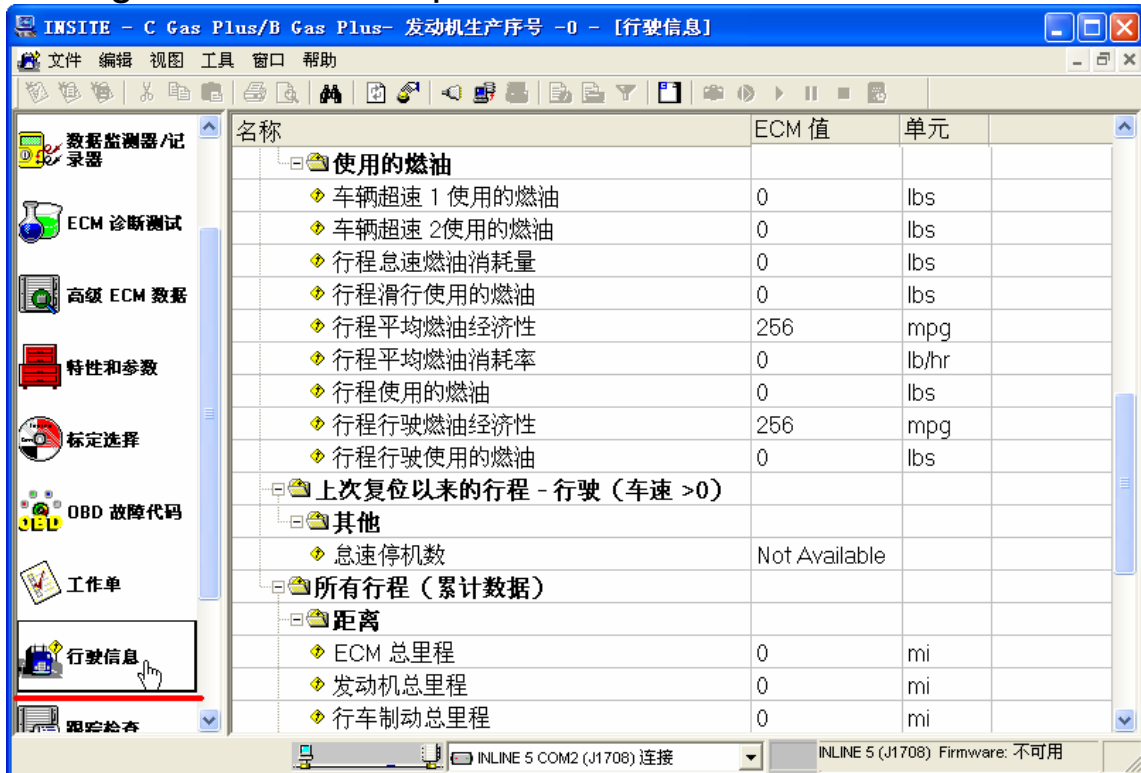 INSITE - C Gas Plus/B Gas Plus- 发动机生产序号 -0 - [行驶信息]
文件 编辑 视图 工具 窗口 帮助
数据监测器/记
录器
ECM 诊断测试
高级 ECM 数据
特性和参数
标定选择
OBD 故障代码
工作单
行驶信息
跟踪检查
名称 ECM 值 单元
使用的燃油
车辆超速 1 使用的燃油 0 lbs
车辆超速 2使用的燃油 0 lbs
行程怠速燃油消耗量 0 lbs
行程滑行使用的燃油 0 lbs
行程平均燃油经济性 256 mpg
行程平均燃油消耗率 0 lb/hr
行程使用的燃油 0 lbs
行程行驶燃油经济性 256 mpg
行程行驶使用的燃油 0 lbs
上次复位以来的行程 - 行驶（车速 >0）
其他
怠速停机数 Not Available
所有行程（累计数据）
距离
ECM 总里程 0 mi
发动机总里程 0 mi
行车制动总里程 0 mi
INLINE 5 COM2 (J1708) 连接 INLINE 5 (J1708) Firmware: 不可用